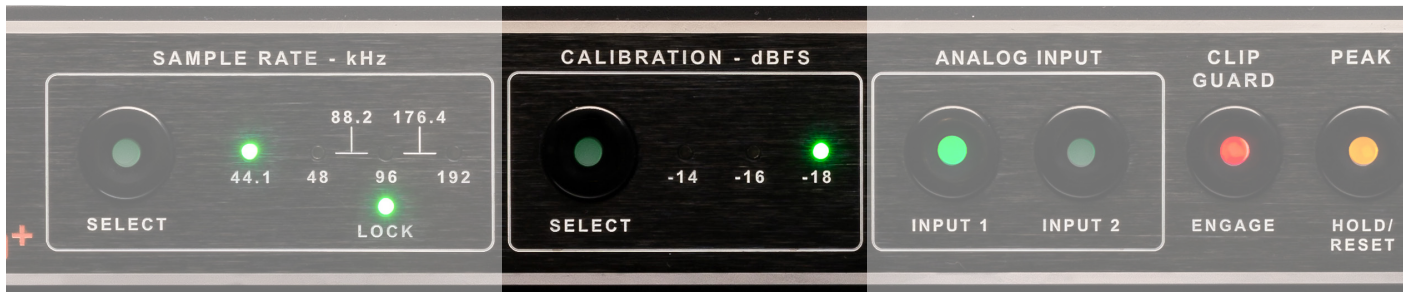 SAMPLE RATE - kHz
88.2 176.4
44.1 48 96 192
SELECT
LOCK
CALIBRATION - dBFS
-14 -16 -18
SELECT
ANALOG INPUT
INPUT 1 INPUT 2
CLIP
GUARD
ENGAGE
PEAK
HOLD/
RESET